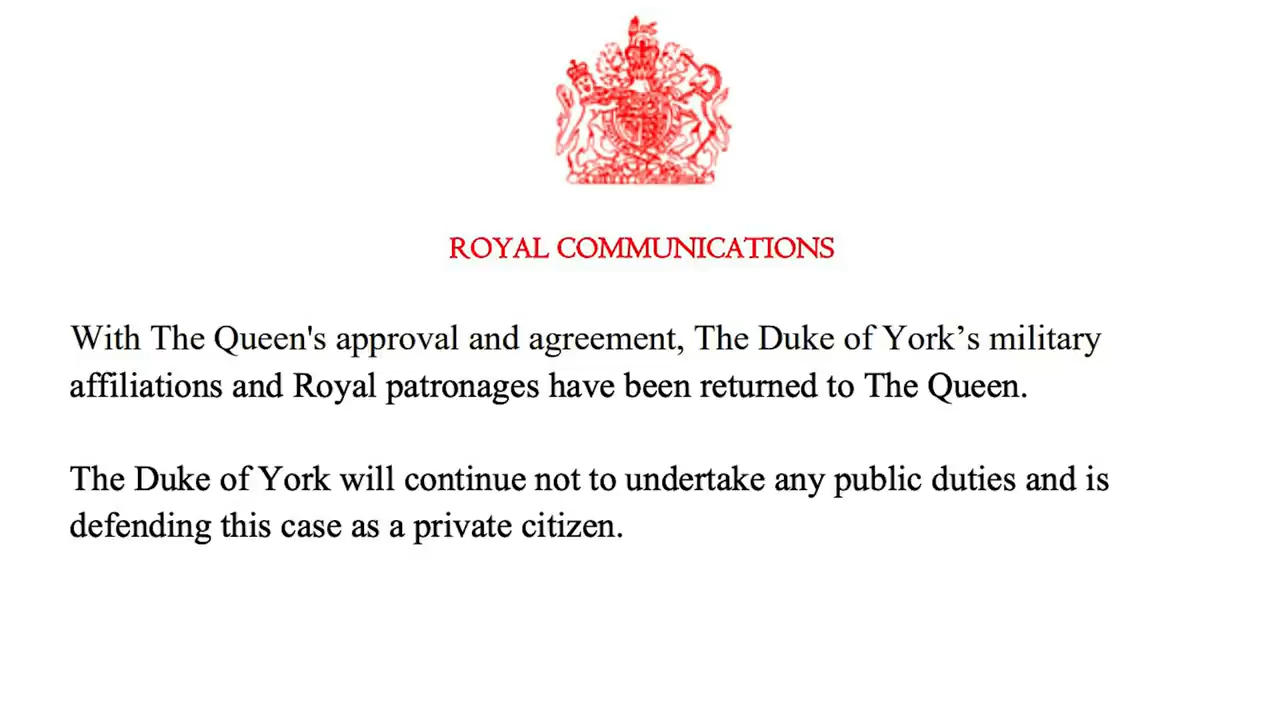 ROYAL COMMUNICATIONS
With The Queen's approval and agreement, The Duke of York’s military
affiliations and Royal patronages have been returned to The Queen.
The Duke of York will continue not to undertake any public duties and is
defending this case as a private citizen.